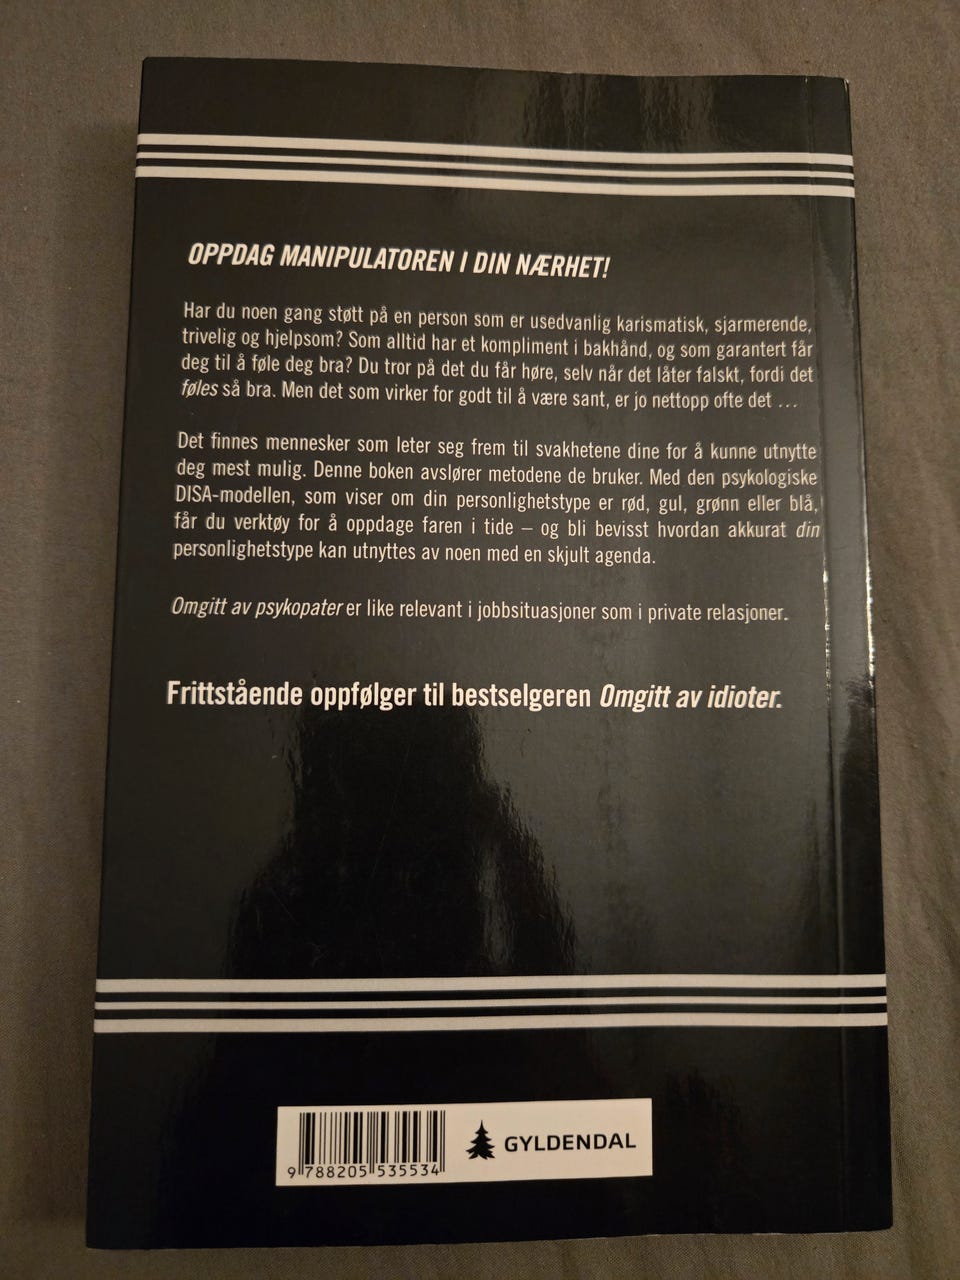 OPPDAG MANIPULATOREN I DIN NÆRHET!
Har du noen gang støtt på en person som er usedvanlig karismatisk, sjarmerende,
trivelig og hjelpsom? Som alltid har et kompliment i bakhånd, og som garantert får
deg til å føle deg bra? Du tror på det du får høre, selv når det låter falskt, fordi det
føles så bra. Men det som virker for godt til å være sant, er jo nettopp ofte det ...
Det finnes mennesker som leter seg frem til svakhetene dine for å kunne utnytte
deg mest mulig. Denne boken avslører metodene de bruker. Med den psykologiske
DISA-modellen, som viser om din personlighetstype er rød, gul, grønn eller blå,
får du verktøy for å oppdage faren i tide – og bli bevisst hvordan akkurat din
personlighetstype kan utnyttes av noen med en skjult agenda.
Omgitt av psykopater er like relevant i jobbsituasjoner som i private relasjoner.
Frittstående oppfølger til bestselgeren Omgitt av idioter.
GYLDENDAL
9 788205 535534